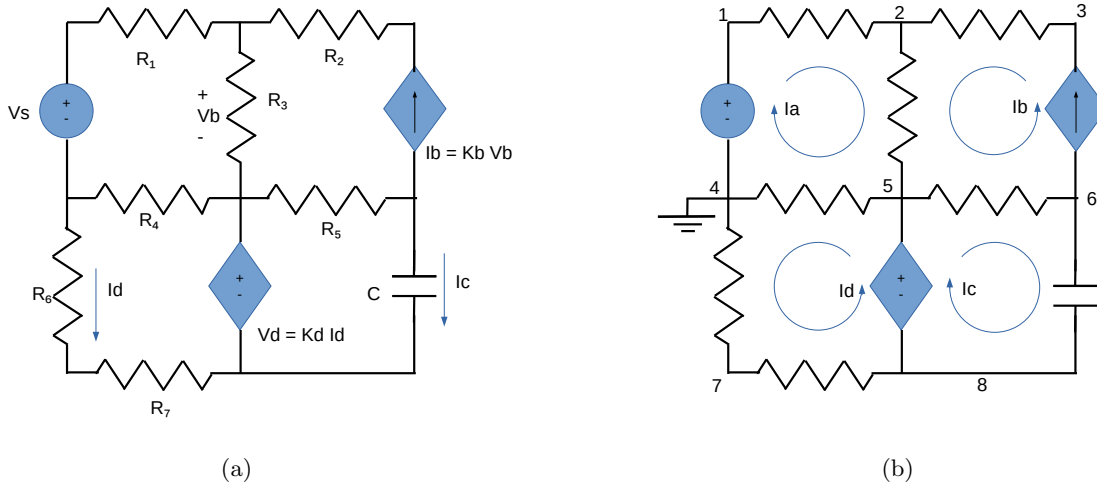 R1
R2
+
Vs
+
-
Vb
R3
-
Ib = Kb Vb
R4
R5
R6
Id
+
-
C
Ic
Vd = Kd Id
R7
(a)
1
2
3
+
-
Ia
Ib
4
5
6
Id
+
-
Ic
7
8
(b)